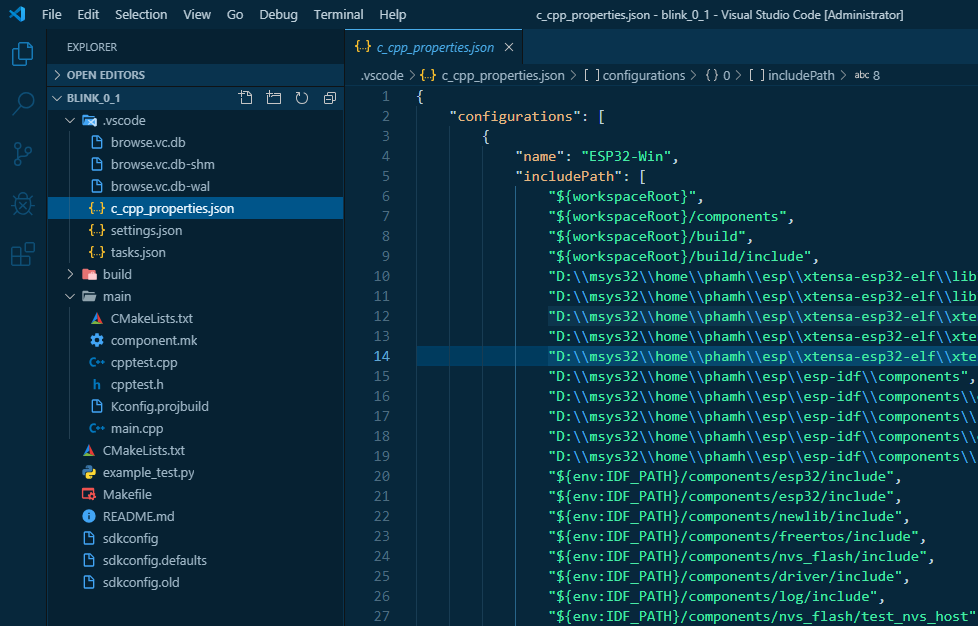 File Edit Selection View Go Debug Terminal Help c_cpp_properties.json - blink_0_1 - Visual Studio Code [Administrator]
EXPLORER
OPEN EDITORS
BLINK_0_1
.vscode
browse.vc.db
browse.vc.db-shm
browse.vc.db-wal
{..} c_cpp_properties.json
{..} settings.json
{..} tasks.json
build
main
CMakeLists.txt
component.mk
C++ cpptest.cpp
h cpptest.h
Kconfig.projbuild
C++ main.cpp
CMakeLists.txt
example_test.py
Makefile
README.md
sdkconfig
sdkconfig.defaults
sdkconfig.old
{..} c_cpp_properties.json ×
.vscode > {..} c_cpp_properties.json > [ ] configurations > { } 0 > [ ] includePath > abc 8
1 {
2 "configurations": [
3 {
4 "name": "ESP32-Win",
5 "includePath": [
6 "${workspaceRoot}",
7 "${workspaceRoot}/components",
8 "${workspaceRoot}/build",
9 "${workspaceRoot}/build/include",
10 "D:\\msys32\\home\\phamh\\esp\\xtensa-esp32-elf\\lib
11 "D:\\msys32\\home\\phamh\\esp\\xtensa-esp32-elf\\lib
12 "D:\\msys32\\home\\phamh\\esp\\xtensa-esp32-elf\\xte
13 "D:\\msys32\\home\\phamh\\esp\\xtensa-esp32-elf\\xte
14 "D:\\msys32\\home\\phamh\\esp\\xtensa-esp32-elf\\xte
15 "D:\\msys32\\home\\phamh\\esp\\esp-idf\\components",
16 "D:\\msys32\\home\\phamh\\esp\\esp-idf\\components\\
17 "D:\\msys32\\home\\phamh\\esp\\esp-idf\\components\\
18 "D:\\msys32\\home\\phamh\\esp\\esp-idf\\components\\
19 "D:\\msys32\\home\\phamh\\esp\\esp-idf\\components\\
20 "${env:IDF_PATH}/components/esp32/include",
21 "${env:IDF_PATH}/components/esp32/include",
22 "${env:IDF_PATH}/components/newlib/include",
23 "${env:IDF_PATH}/components/freertos/include",
24 "${env:IDF_PATH}/components/nvs_flash/include",
25 "${env:IDF_PATH}/components/driver/include",
26 "${env:IDF_PATH}/components/log/include",
27 "${env:IDF_PATH}/components/nvs_flash/test_nvs_host"